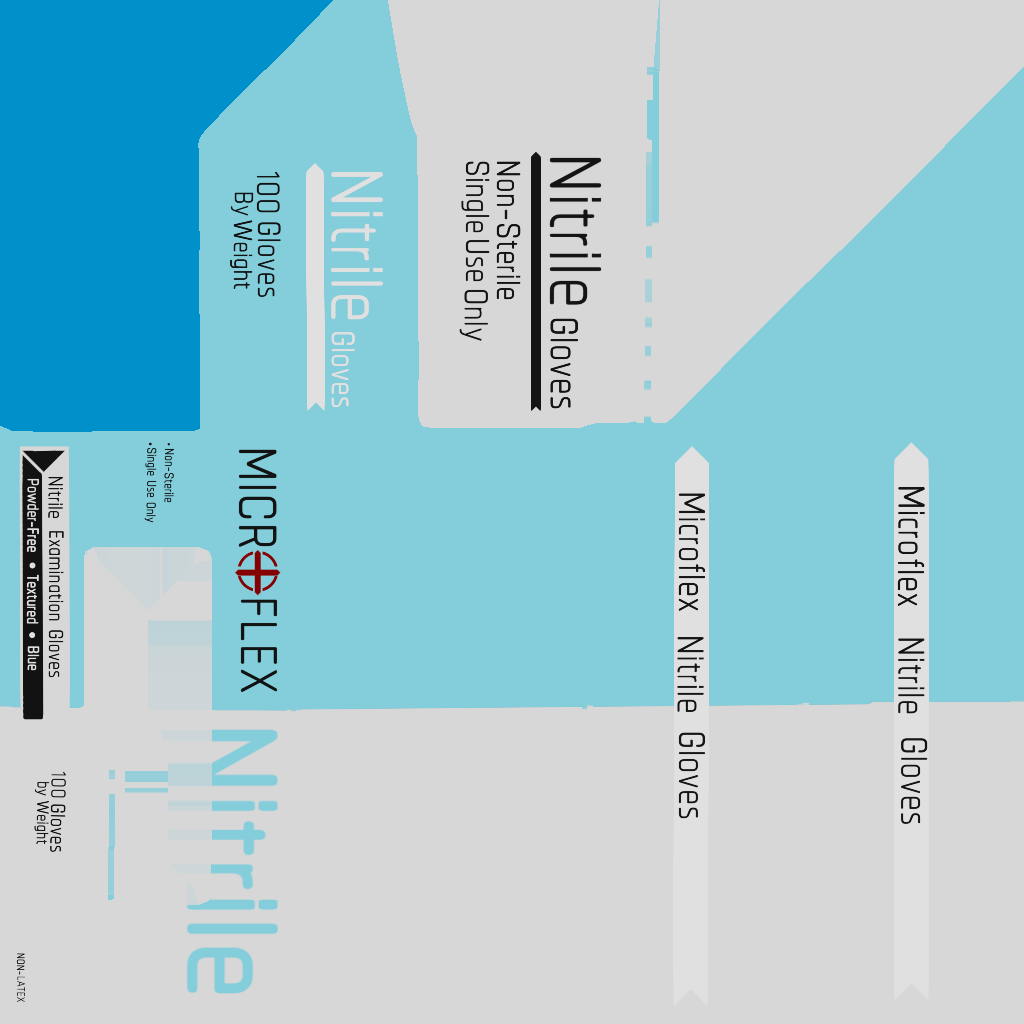 Nitrile Gloves
Non-Sterile
Single Use Only
Nitrile Gloves
100 Gloves
By Weight
Microflex Nitrile Gloves
Microflex Nitrile Gloves
MICROFLEX
Nitrile
• Non-Sterile
• Single Use Only
Nitrile Examination Gloves
Powder-Free • Textured • Blue
100 Gloves
by Weight
NON-LATEX